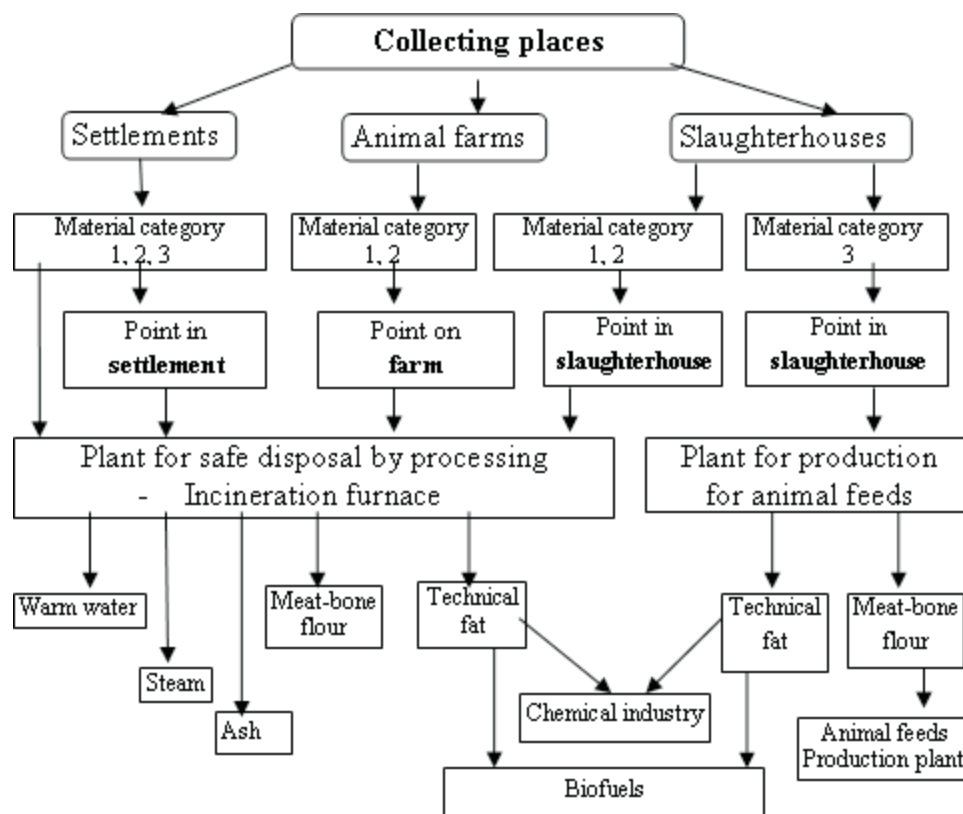 Collecting places
Settlements
Animal farms
Slaughterhouses
Material category
1, 2, 3
Material category
1, 2
Material category
1, 2
Material category
3
Point in
settlement
Point on
farm
Point in
slaughterhouse
Point in
slaughterhouse
Plant for safe disposal by processing
- Incineration furnace
Plant for production
for animal feeds
Warm water
Steam
Ash
Meat-bone
flour
Technical
fat
Technical
fat
Meat-bone
flour
Chemical industry
Animal feeds
Production plant
Biofuels